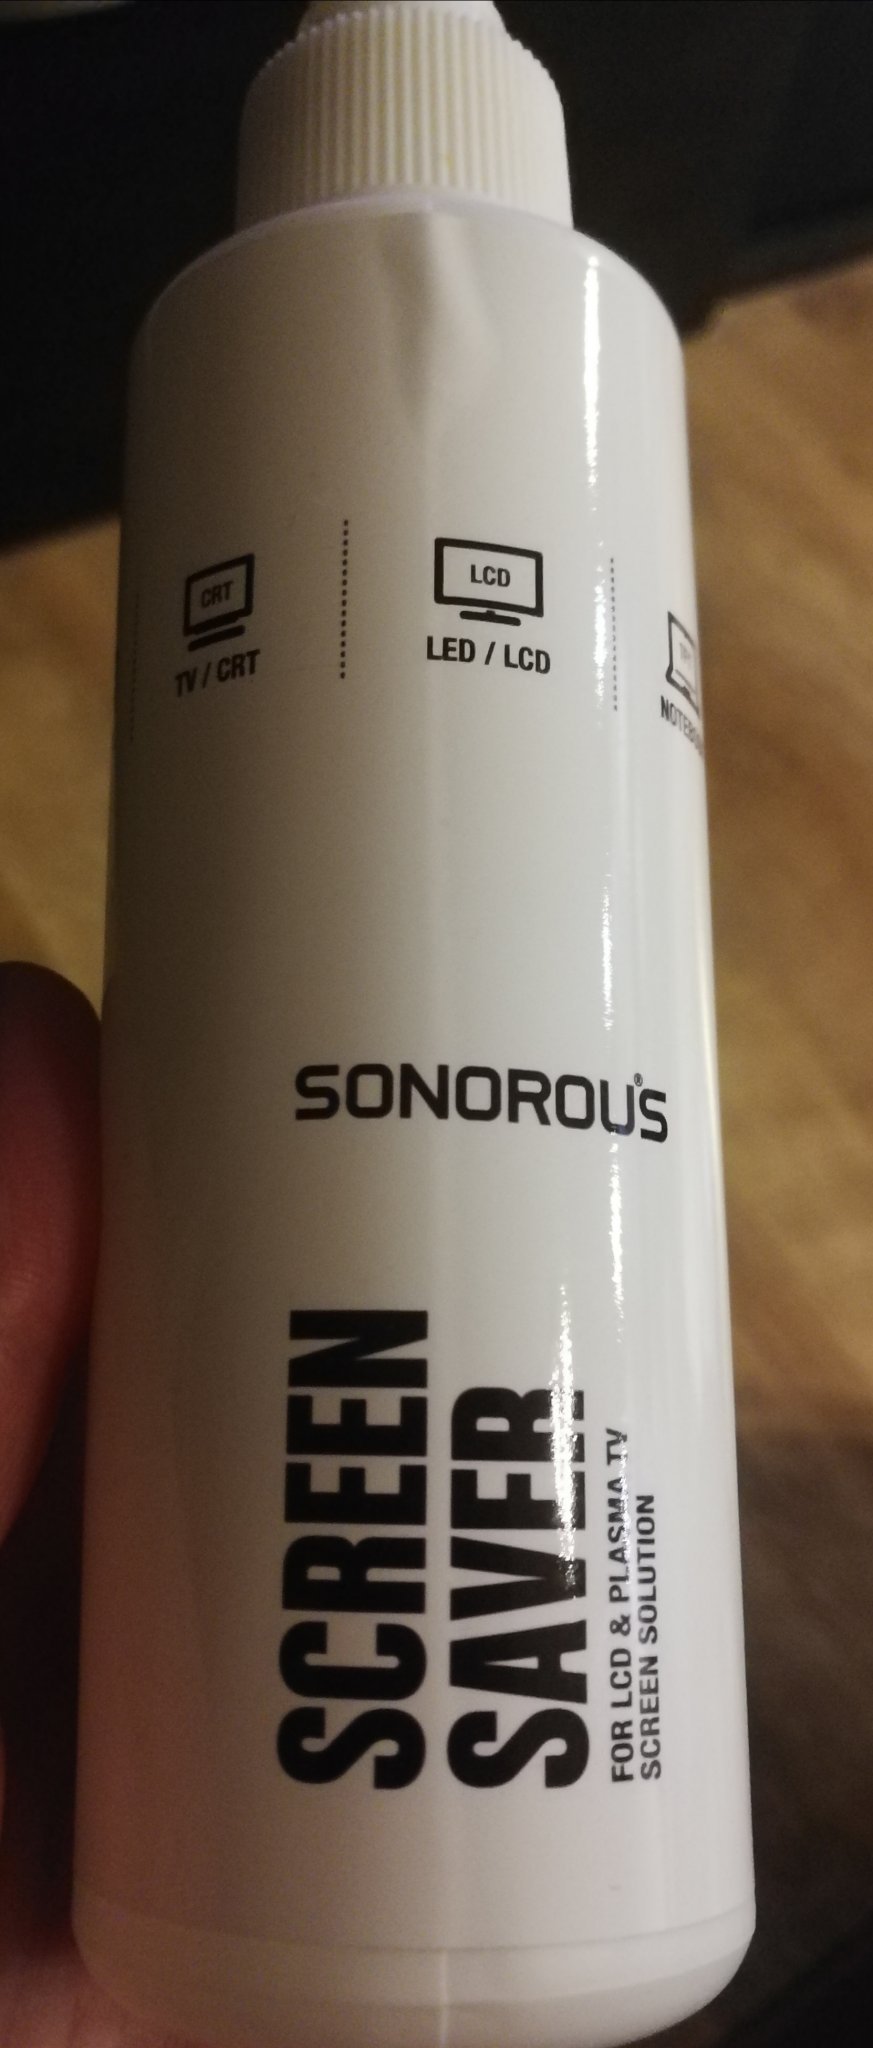 CRT
TV / CRT
LCD
LED / LCD
SONOROUS®
SCREEN
SAVER
FOR LCD & PLASMA TV
SCREEN SOLUTION